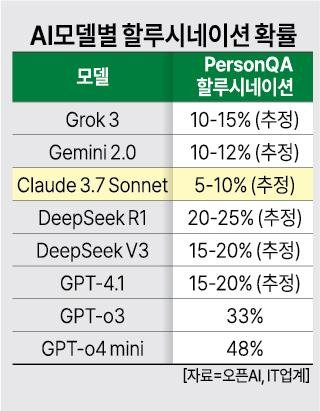 AI모델별 할루시네이션 확률
모델
PersonQA
할루시네이션
Grok 3 10-15% (추정)
Gemini 2.0 10-12% (추정)
Claude 3.7 Sonnet 5-10% (추정)
DeepSeek R1 20-25% (추정)
DeepSeek V3 15-20% (추정)
GPT-4.1 15-20% (추정)
GPT-o3 33%
GPT-o4 mini 48%
[자료=오픈AI, IT업계]